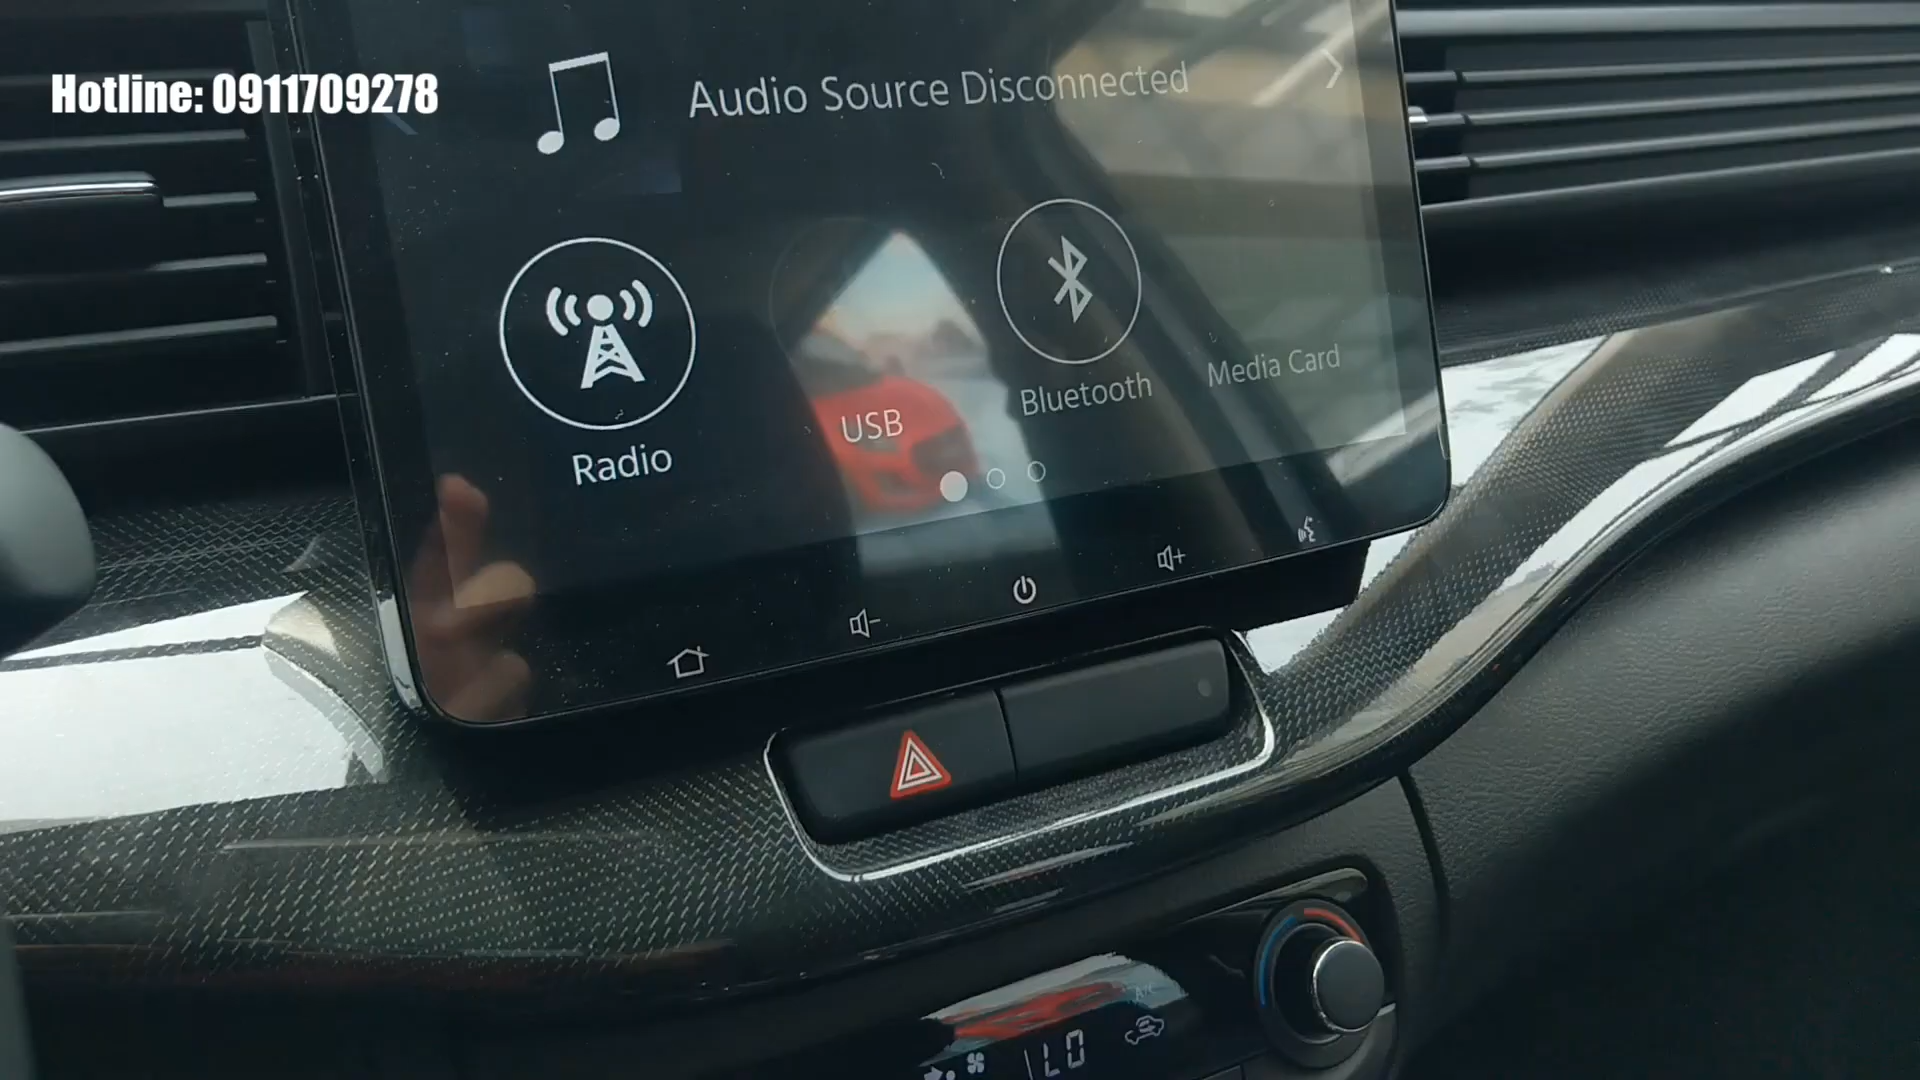 Hotline: 0911709278
Audio Source Disconnected
Radio
USB
Bluetooth
Media Card
A/C
LO